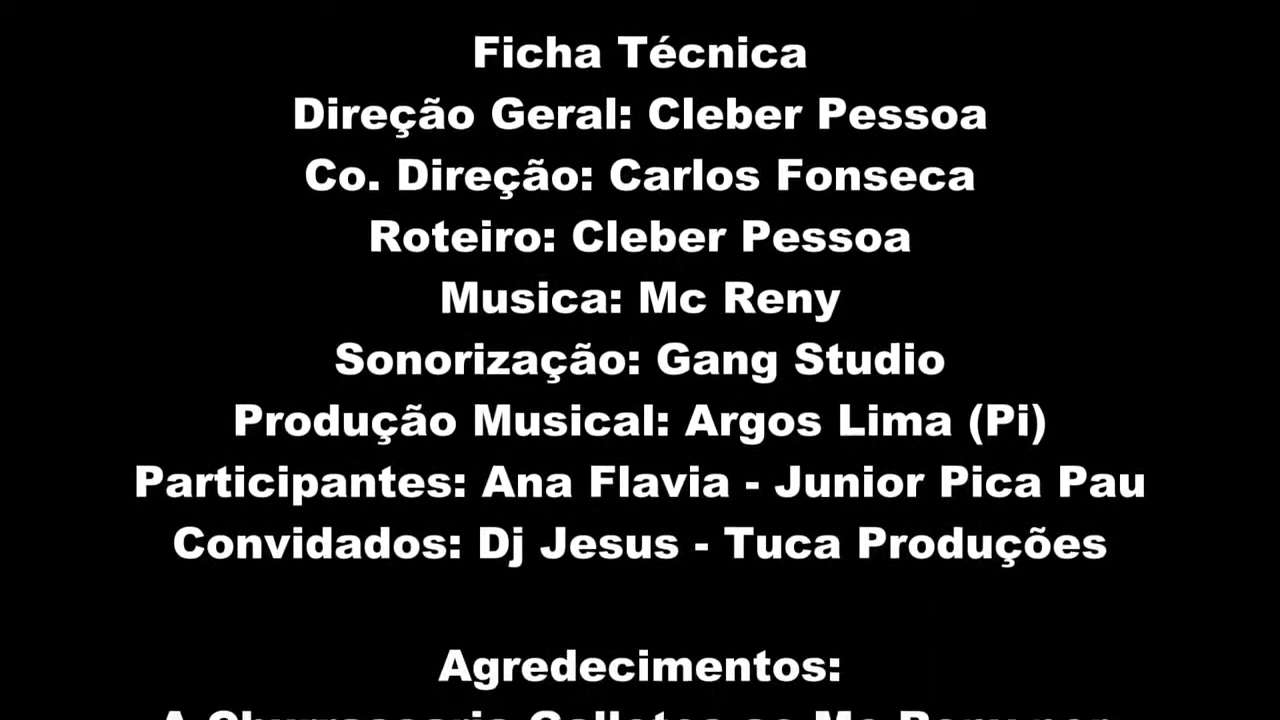 Ficha Técnica
Direção Geral: Cleber Pessoa
Co. Direção: Carlos Fonseca
Roteiro: Cleber Pessoa
Musica: Mc Reny
Sonorização: Gang Studio
Produção Musical: Argos Lima (Pi)
Participantes: Ana Flavia - Junior Pica Pau
Convidados: Dj Jesus - Tuca Produções
Agredecimentos: